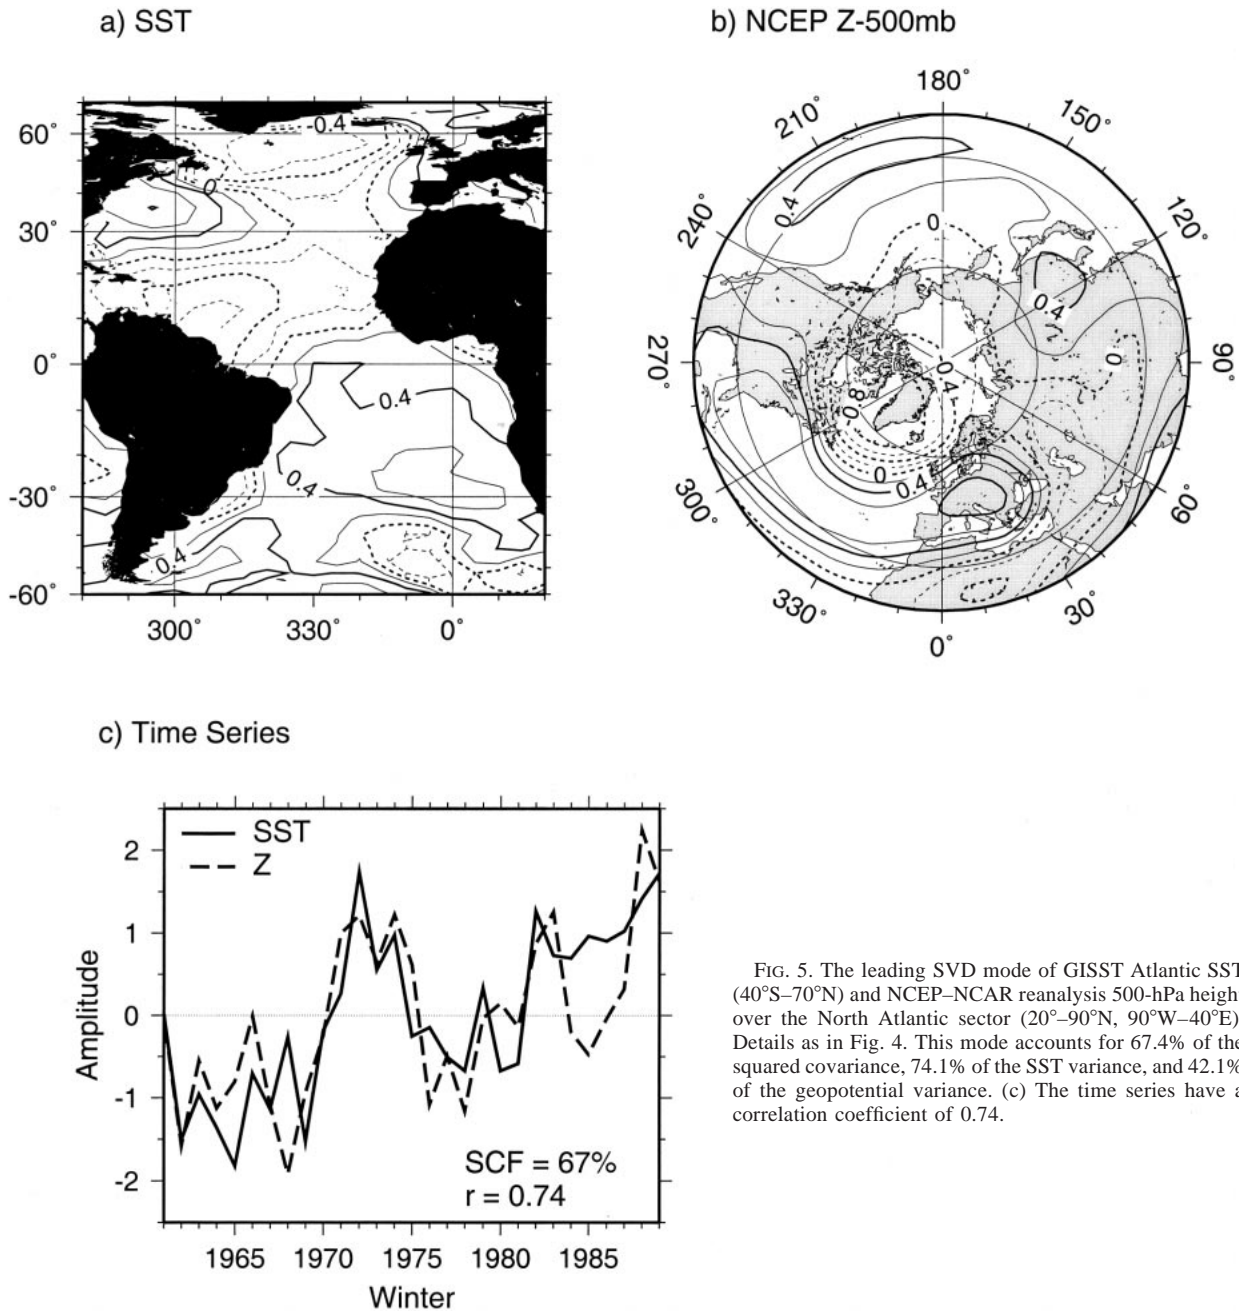 a) SST
b) NCEP Z-500mb
60°
30°
0°
-30°
-60°
300°
330°
0°
-0.4
0
0.4
0.4
0.4
180°
210°
150°
240°
120°
270°
90°
300°
60°
330°
30°
0°
0.4
0
0.4
0
-0.4
0.8
0
0.4
c) Time Series
SST
Z
2
1
0
-1
-2
Amplitude
SCF = 67%
r = 0.74
1965
1970
1975
1980
1985
Winter
FIG. 5. The leading SVD mode of GISST Atlantic SST
(40°S–70°N) and NCEP–NCAR reanalysis 500-hPa heigh
over the North Atlantic sector (20°–90°N, 90°W–40°E)
Details as in Fig. 4. This mode accounts for 67.4% of the
squared covariance, 74.1% of the SST variance, and 42.1%
of the geopotential variance. (c) The time series have a
correlation coefficient of 0.74.